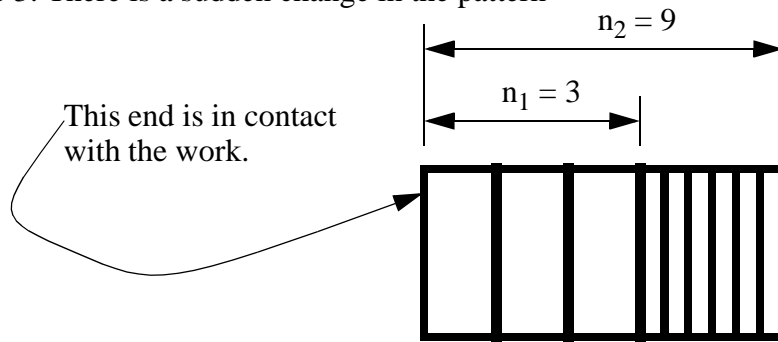 There is a sudden change in the pattern
n2 = 9
n1 = 3
This end is in contact
with the work.